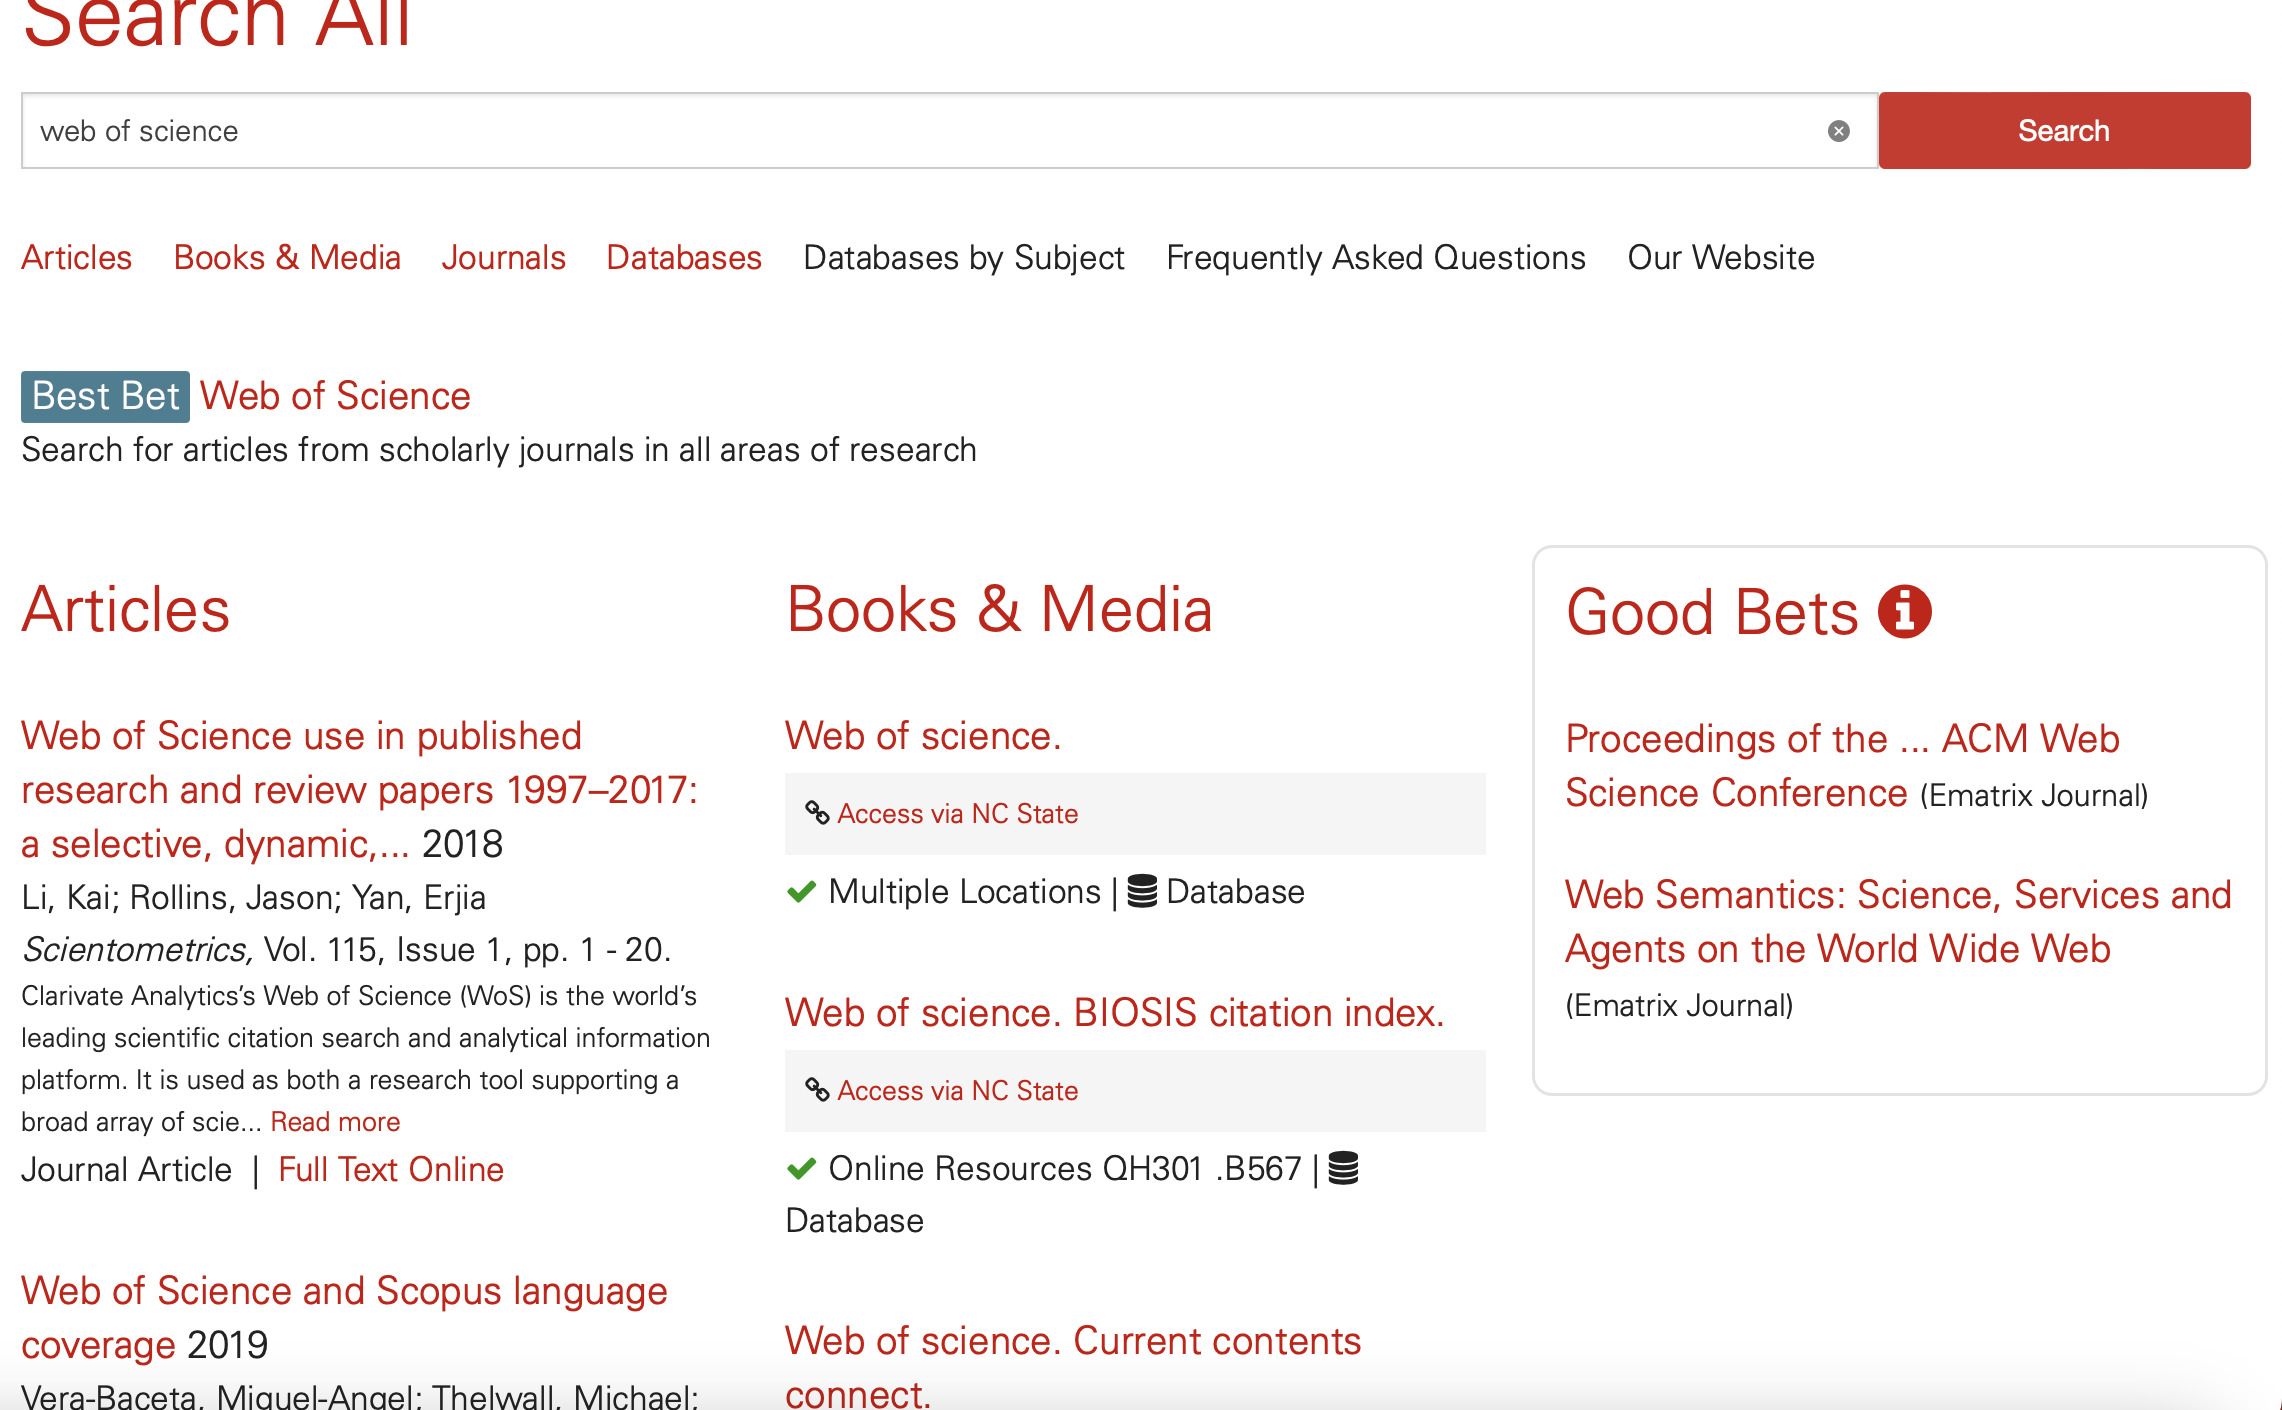 Search All
web of science
Search
Articles Books & Media Journals Databases Databases by Subject Frequently Asked Questions Our Website
Best Bet Web of Science
Search for articles from scholarly journals in all areas of research
Articles
Web of Science use in published
research and review papers 1997–2017:
a selective, dynamic,... 2018
Li, Kai; Rollins, Jason; Yan, Erjia
Scientometrics, Vol. 115, Issue 1, pp. 1 - 20.
Clarivate Analytics’s Web of Science (WoS) is the world’s
leading scientific citation search and analytical information
platform. It is used as both a research tool supporting a
broad array of scie... Read more
Journal Article | Full Text Online
Web of Science and Scopus language
coverage 2019
Vera-Baceta, Miguel-Angel; Thelwall, Michael;
Books & Media
Web of science.
Access via NC State
Multiple Locations | Database
Web of science. BIOSIS citation index.
Access via NC State
Online Resources QH301 .B567 |
Database
Web of science. Current contents
connect.
Good Bets
Proceedings of the ... ACM Web
Science Conference (Ematrix Journal)
Web Semantics: Science, Services and
Agents on the World Wide Web
(Ematrix Journal)